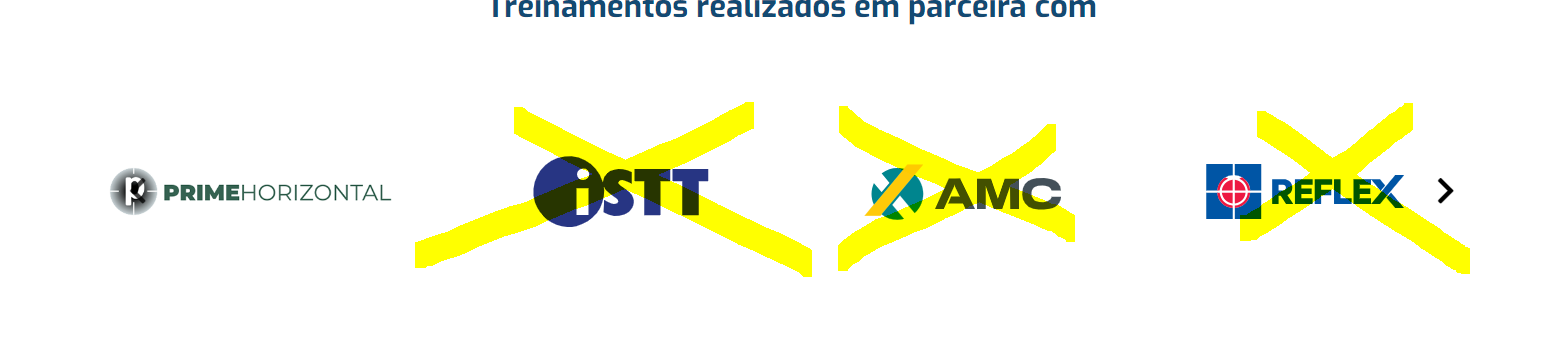 Treinamentos realizados em parceira com
PRIMEHORIZONTAL
iSTT
AMC
REFLEX